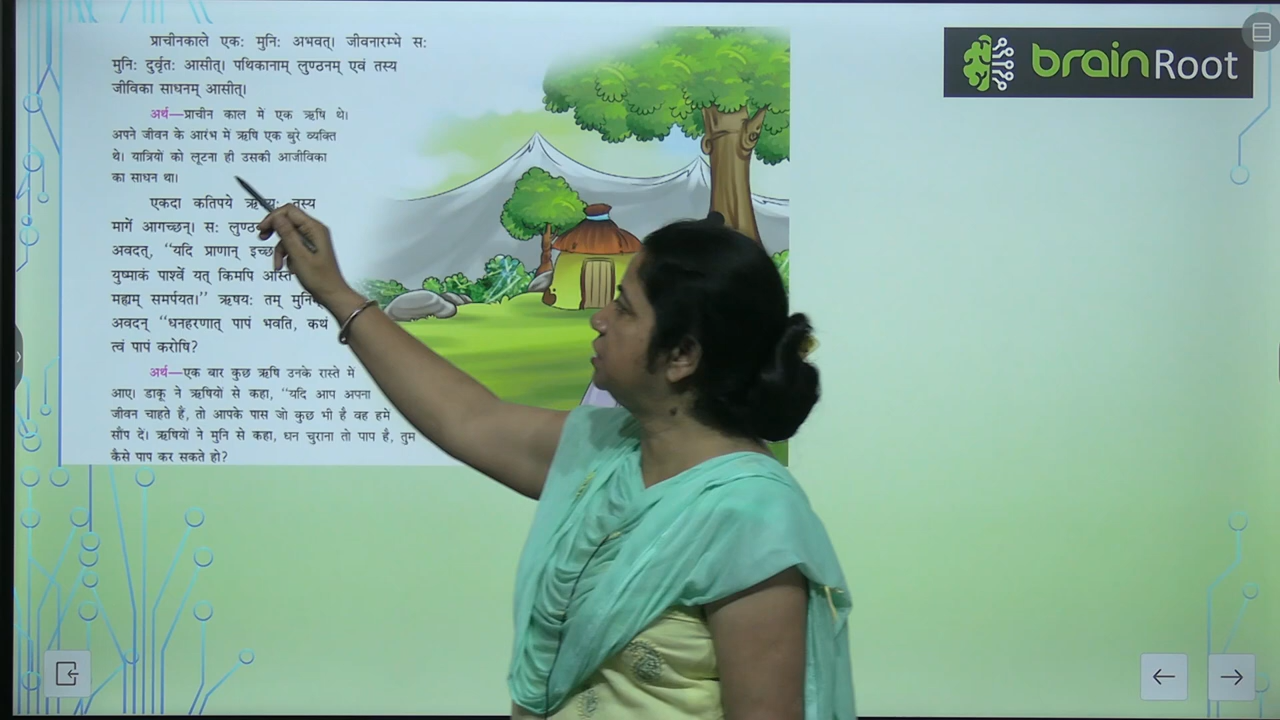 brainRoot
प्राचीनकाले एक: मुनि: अभवत्। जीवनारम्भे स:
मुनि: दुर्वृत: आसीत्। पथिकानाम् लुण्ठनम् एवं तस्य
जीविका साधनम् आसीत्।
अर्थ—प्राचीन काल में एक ऋषि थे।
अपने जीवन के आरंभ में ऋषि एक बुरे व्यक्ति
थे। यात्रियों को लूटना ही उसकी आजीविका
का साधन था।
एकदा कतिपये तस्य
मार्गे आगच्छन्। स:
अवदत्, “यदि प्राणान्
युष्माकं पार्श्वे यत् किमपि अस्ति
मह्यम् समर्पयत।” ऋषय: तम्
अवदन् “धनहरणात् पापं भवति, कथं
त्वं पापं करोषि?
अर्थ—एक बार कुछ ऋषि उनके रास्ते मे
आए। डाकू ने ऋषियों से कहा, “यदि आप अपना
जीवन चाहते है, तो आपके पास जो कुछ भी है वह हमे
सौंप दें। ऋषियों ने मुनि से कहा, धन चुराना तो पाप है, तुम
कैसे पाप कर सकते हो?